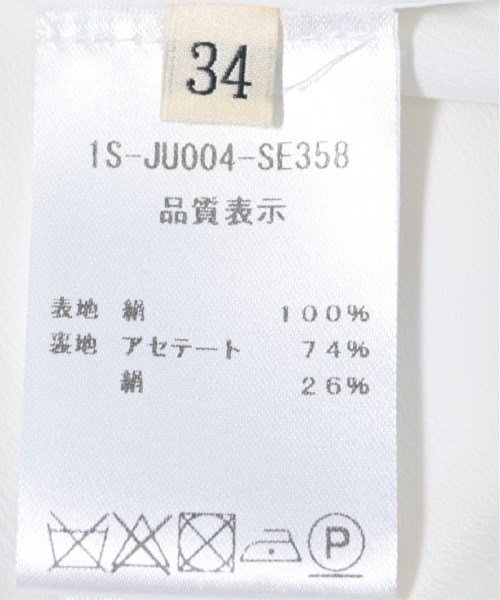 34
1S-JU004-SE358
品質表示
表地 絹 100%
裏地 アセテート 74%
絹 26%
P